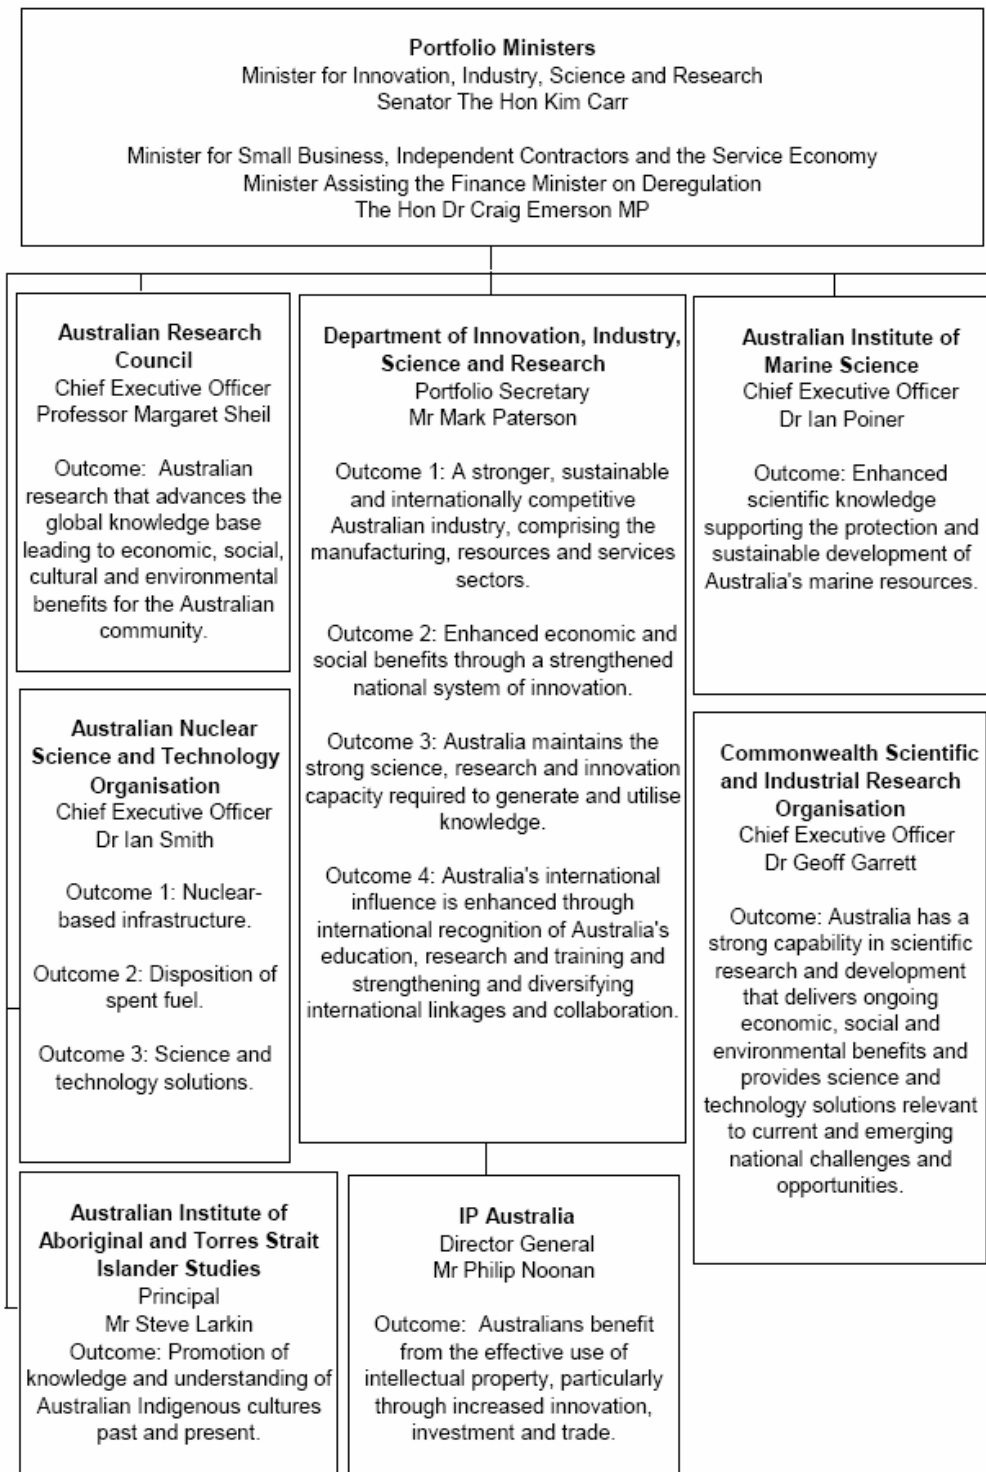 Portfolio Ministers
Minister for Innovation, Industry, Science and Research
Senator The Hon Kim Carr
Minister for Small Business, Independent Contractors and the Service Economy
Minister Assisting the Finance Minister on Deregulation
The Hon Dr Craig Emerson MP
Australian Research
Council
Chief Executive Officer
Professor Margaret Sheil
Outcome: Australian
research that advances the
global knowledge base
leading to economic, social,
cultural and environmental
benefits for the Australian
community.
Department of Innovation, Industry,
Science and Research
Portfolio Secretary
Mr Mark Paterson
Outcome 1: A stronger, sustainable
and internationally competitive
Australian industry, comprising the
manufacturing, resources and services
sectors.
Outcome 2: Enhanced economic and
social benefits through a strengthened
national system of innovation.
Outcome 3: Australia maintains the
strong science, research and innovation
capacity required to generate and utilise
knowledge.
Outcome 4: Australia's international
influence is enhanced through
international recognition of Australia's
education, research and training and
strengthening and diversifying
international linkages and collaboration.
Australian Institute of
Marine Science
Chief Executive Officer
Dr Ian Poiner
Outcome: Enhanced
scientific knowledge
supporting the protection and
sustainable development of
Australia's marine resources.
Australian Nuclear
Science and Technology
Organisation
Chief Executive Officer
Dr Ian Smith
Outcome 1: Nuclear-
based infrastructure.
Outcome 2: Disposition of
spent fuel.
Outcome 3: Science and
technology solutions.
Commonwealth Scientific
and Industrial Research
Organisation
Chief Executive Officer
Dr Geoff Garrett
Outcome: Australia has a
strong capability in scientific
research and development
that delivers ongoing
economic, social and
environmental benefits and
provides science and
technology solutions relevant
to current and emerging
national challenges and
opportunities.
Australian Institute of
Aboriginal and Torres Strait
Islander Studies
Principal
Mr Steve Larkin
Outcome: Promotion of
knowledge and understanding of
Australian Indigenous cultures
past and present.
IP Australia
Director General
Mr Philip Noonan
Outcome: Australians benefit
from the effective use of
intellectual property, particularly
through increased innovation,
investment and trade.